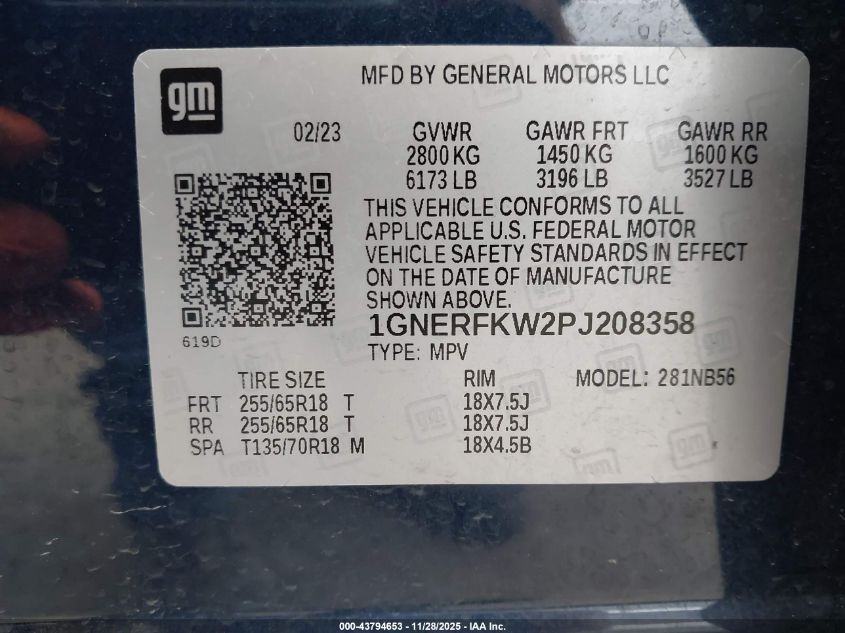 gm
MFD BY GENERAL MOTORS LLC
02/23 GVWR GAWR FRT GAWR RR
2800 KG 1450 KG 1600 KG
6173 LB 3196 LB 3527 LB
THIS VEHICLE CONFORMS TO ALL
APPLICABLE U.S. FEDERAL MOTOR
VEHICLE SAFETY STANDARDS IN EFFECT
ON THE DATE OF MANUFACTURE
SHOWN ABOVE.
1GNERFKW2PJ208358
619D
TYPE: MPV
TIRE SIZE RIM MODEL: 281NB56
FRT 255/65R18 T 18X7.5J
RR 255/65R18 T 18X7.5J
SPA T135/70R18 M 18X4.5B
000-43794653 - 11/28/2025 - IAA Inc.